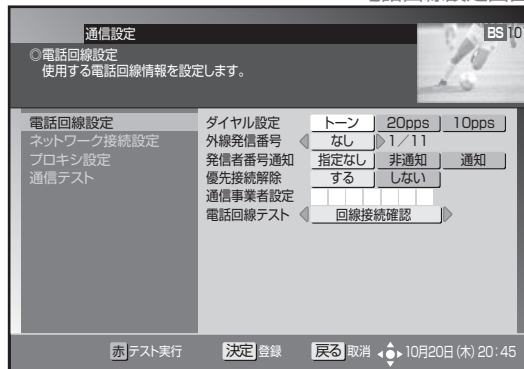 通信設定
BS 10
◎電話回線設定
使用する電話回線情報を設定します。
電話回線設定
ネットワーク接続設定
プロキシ設定
通信テスト
ダイヤル設定 トーン 20pps 10pps
外線発信番号 なし 1／11
発信者番号通知 指定なし 非通知 通知
優先接続解除 する しない
通信事業者設定
電話回線テスト 回線接続確認
赤 テスト実行 決定 登録 戻る 取消 10月20日(木) 20:45